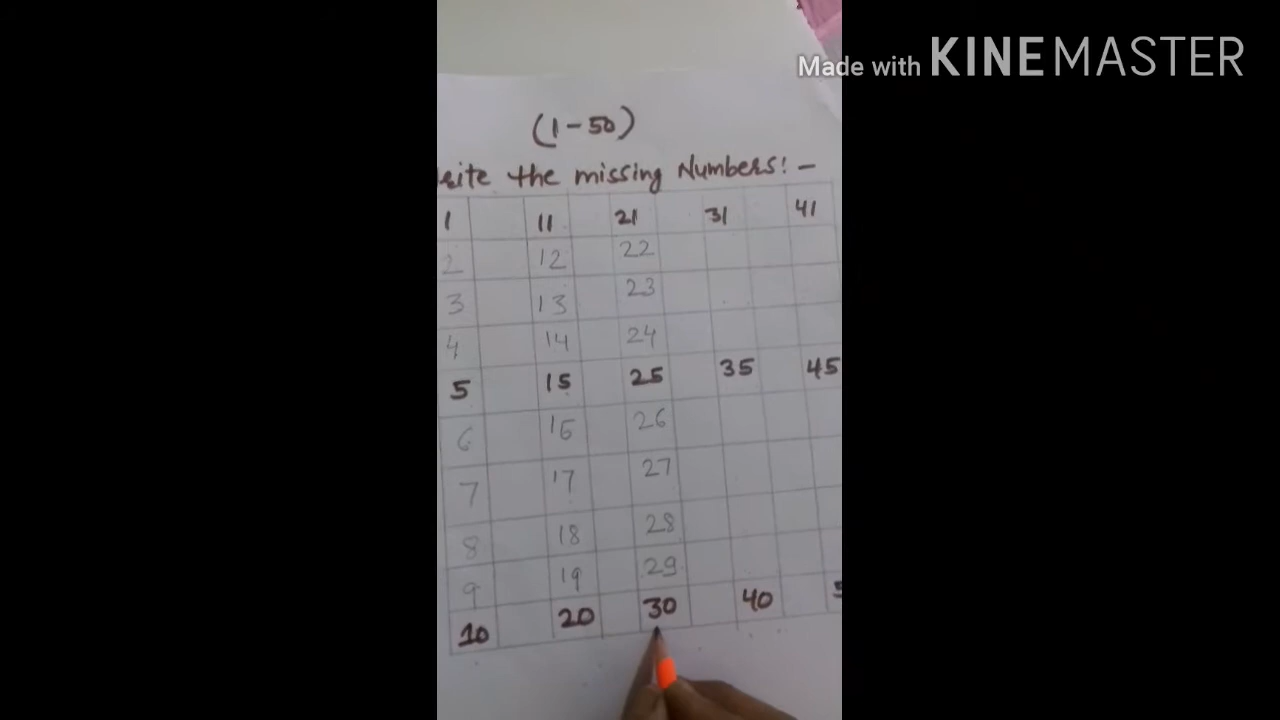 Made with KINEMASTER
(1-50)
rite the missing Numbers:-
1 11 21 31 41
2 12 22
3 13 23
4 14 24
5 15 25 35 45
6 16 26
7 17 27
8 18 28
9 19 29
10 20 30 40 5